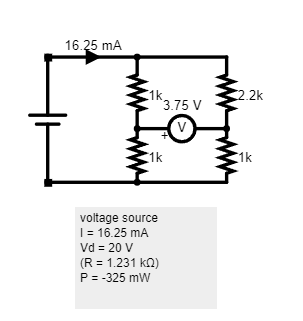 16.25 mA
1k
3.75 V
2.2k
V
+
1k
1k
voltage source
I = 16.25 mA
Vd = 20 V
(R = 1.231 kΩ)
P = -325 mW